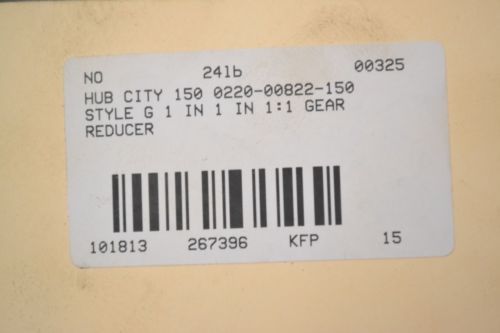 NO 24lb 00325
HUB CITY 150 0220-00822-150
STYLE G 1 IN 1 IN 1:1 GEAR
REDUCER
101813 267396 KFP 15